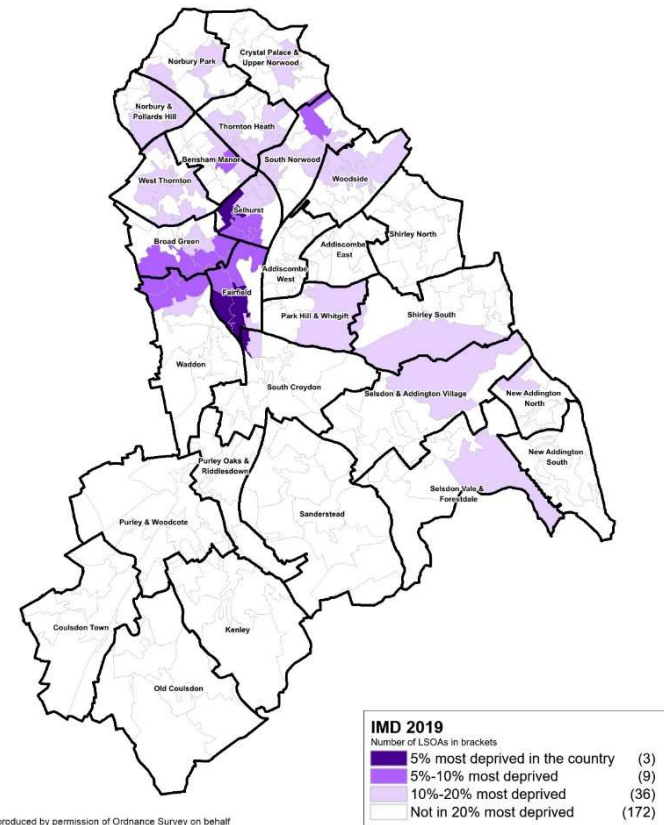 Norbury Park
Crystal Palace &
Upper Norwood
Norbury &
Pollards Hill
Thornton Heath
Bensham Manor
South Norwood
West Thornton
Woodside
Selhurst
Shirley North
Broad Green
Addiscombe
East
Addiscombe
West
Fairfield
Park Hill & Whitgift
Shirley South
Waddon
South Croydon
Selsdon & Addington Village
New Addington
North
New Addington
South
Purley Oaks &
Riddlesdown
Selsdon Vale &
Forestdale
Sanderstead
Purley & Woodcote
Coulsdon Town
Kenley
Old Coulsdon
IMD 2019
Number of LSOAs in brackets
5% most deprived in the country (3)
5%-10% most deprived (9)
10%-20% most deprived (36)
Not in 20% most deprived (172)
produced by permission of Ordnance Survey on behalf